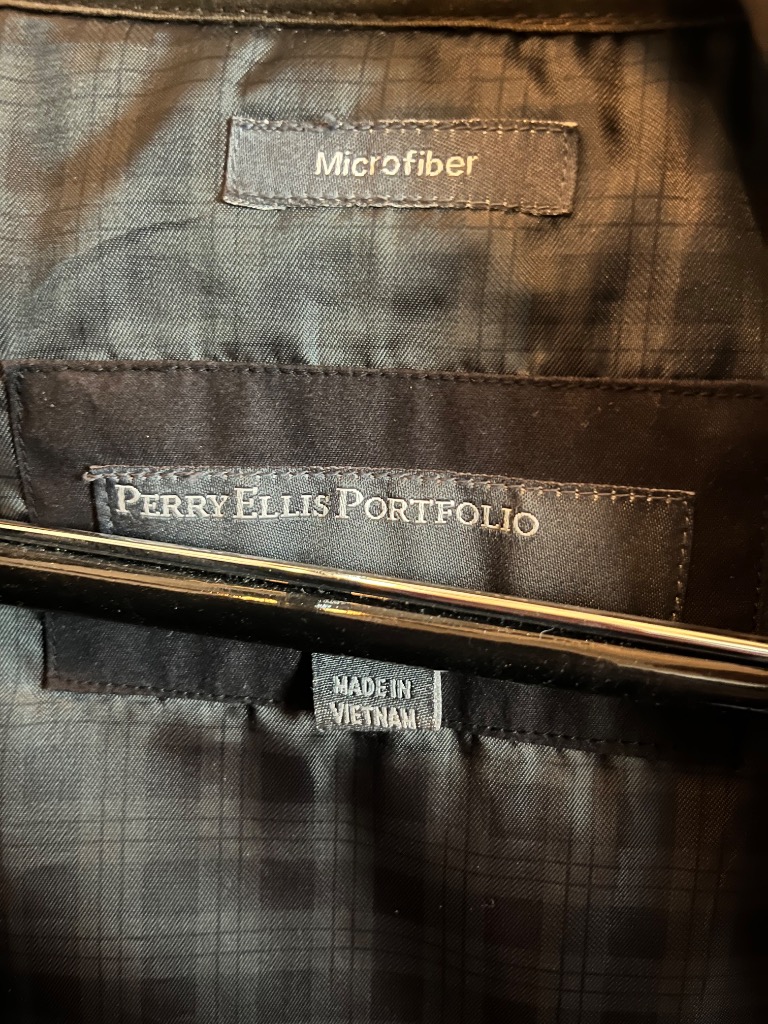 Microfiber
PERRY ELLIS PORTFOLIO
MADE IN
VIETNAM